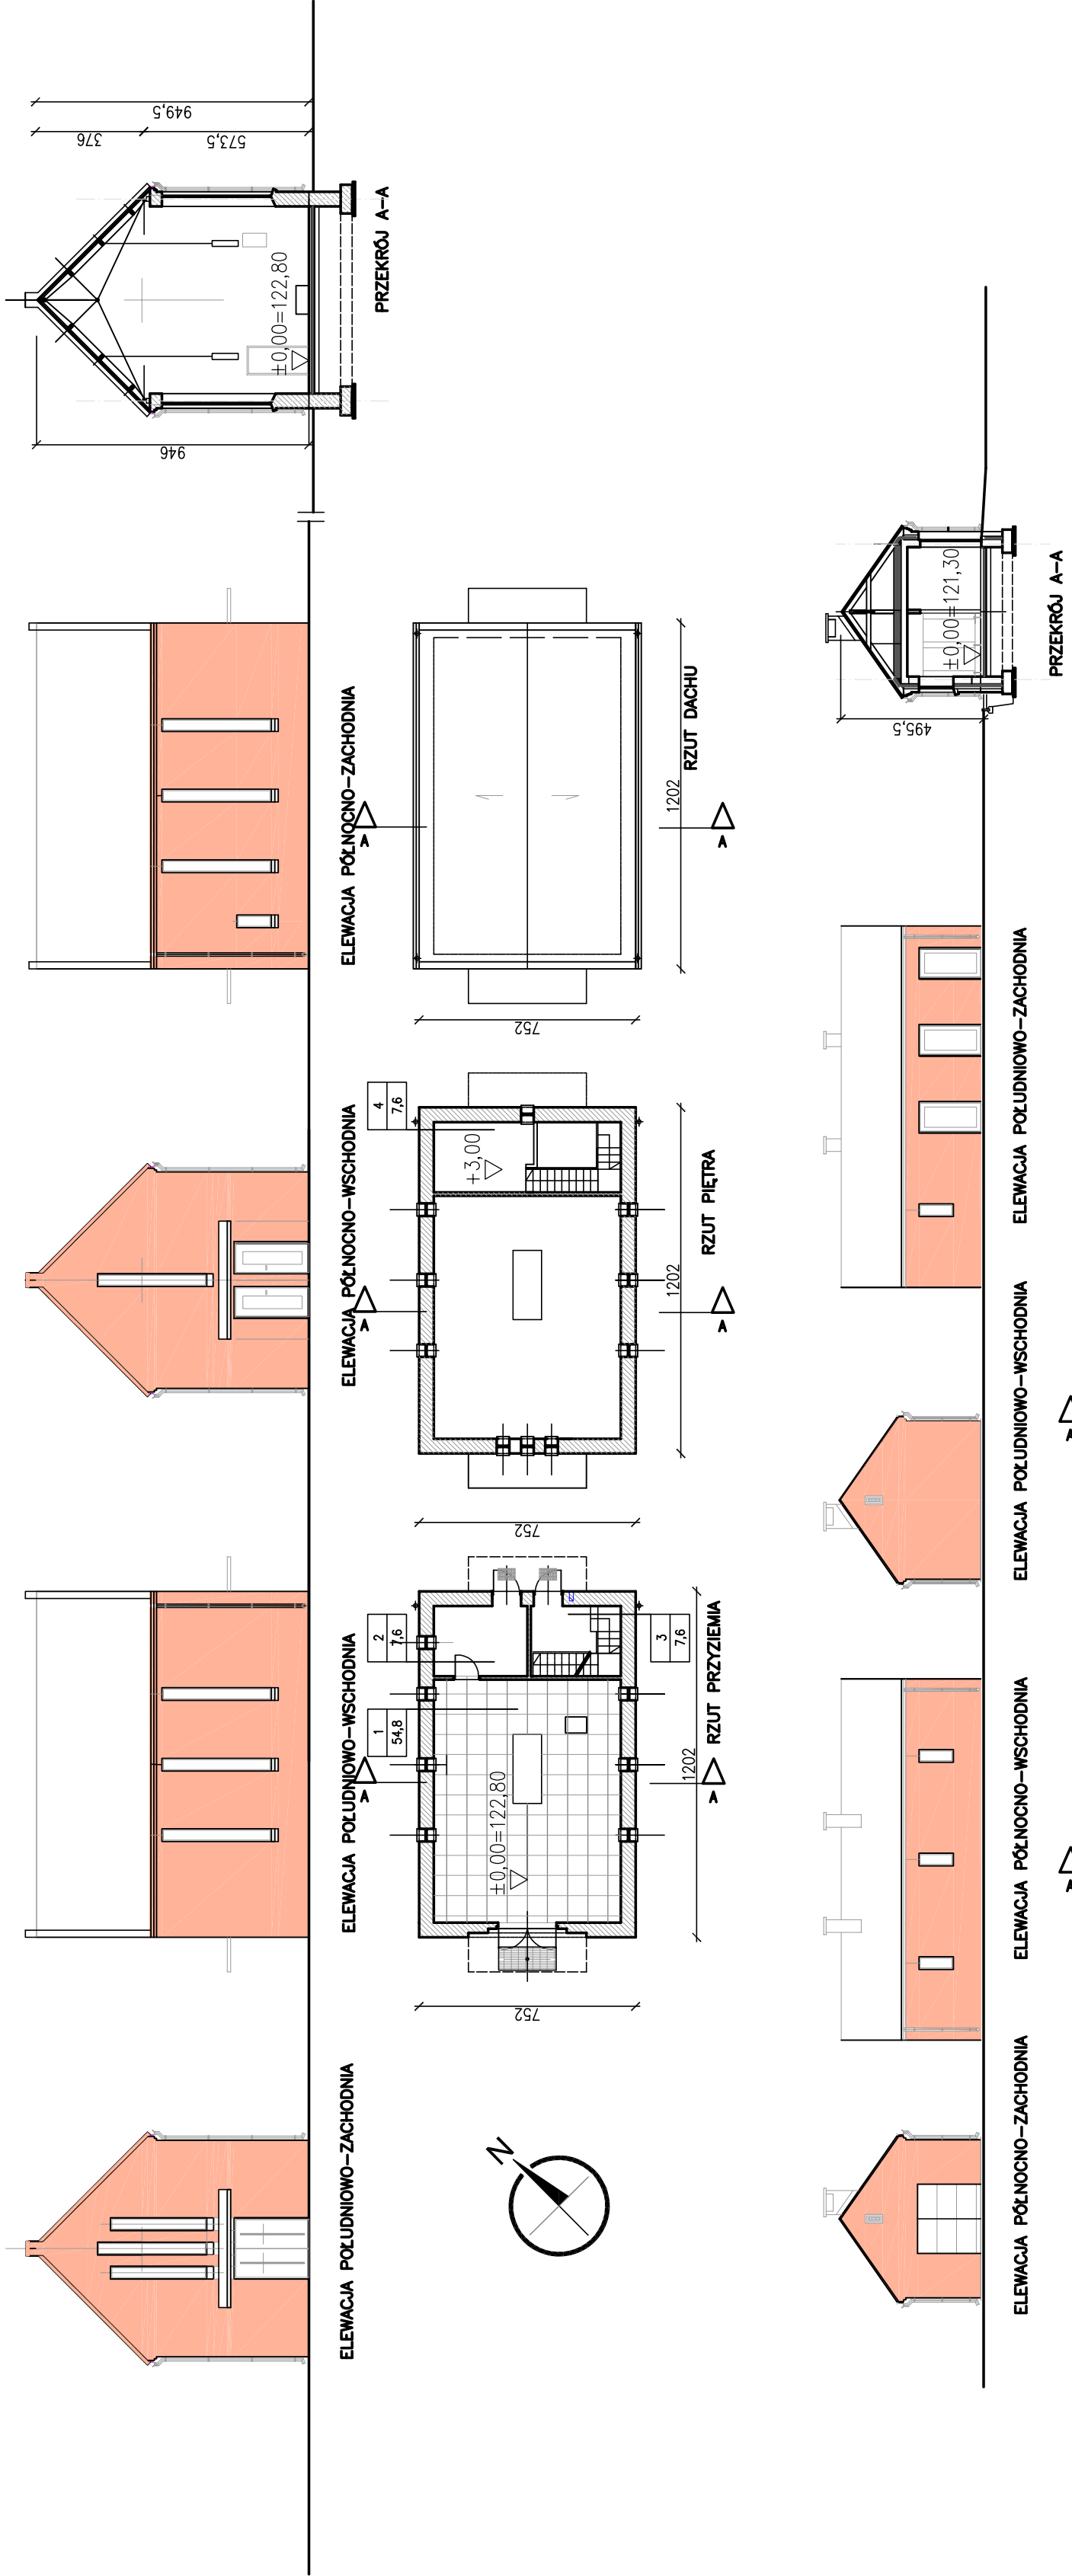 949,5
376
573,5
±0,00=122,80
PRZEKRÓJ A-A
946
ELEWACJA PÓŁNOCNO-ZACHODNIA
A
RZUT DACHU
1202
A
752
±0,00=121,30
PRZEKRÓJ A-A
495,5
ELEWACJA PÓŁNOCNO-WSCHODNIA
A
4
7,6
+3,00
RZUT PIĘTRA
1202
A
752
ELEWACJA POŁUDNIOWO-ZACHODNIA
ELEWACJA POŁUDNIOWO-WSCHODNIA
A
ELEWACJA POŁUDNIOWO-WSCHODNIA
A
2
7,6
1
54,8
3
7,6
±0,00=122,80
RZUT PRZYZIEMIA
1202
A
752
ELEWACJA PÓŁNOCNO-WSCHODNIA
A
ELEWACJA POŁUDNIOWO-ZACHODNIA
N
ELEWACJA PÓŁNOCNO-ZACHODNIA